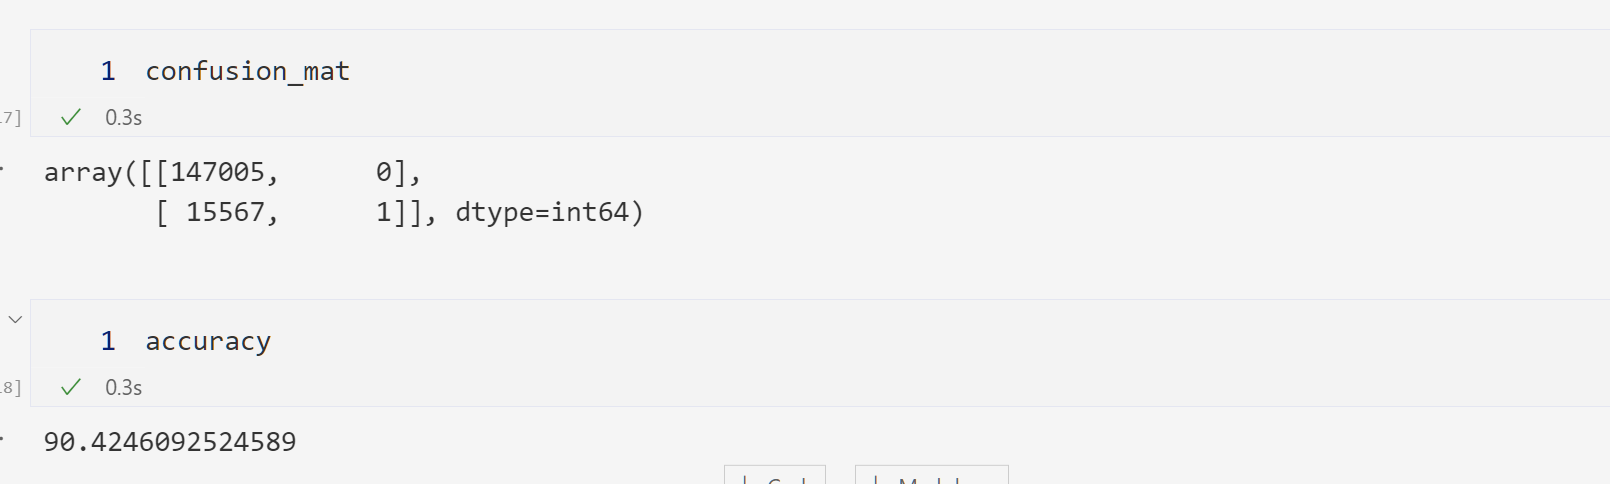 1 confusion_mat
7] 0.3s
array([[147005, 0],
[ 15567, 1]], dtype=int64)
1 accuracy
8] 0.3s
90.4246092524589